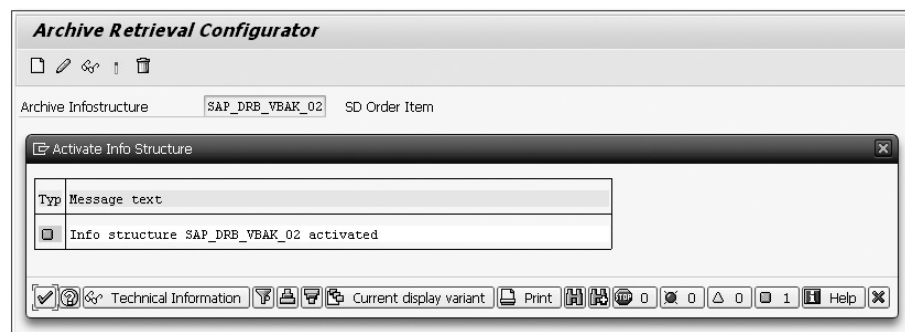 Archive Retrieval Configurator
Archive Infostructure SAP_DRB_VBAK_02 SD Order Item
Activate Info Structure
Typ Message text
Info structure SAP_DRB_VBAK_02 activated
Technical Information Current display variant Print STOP 0 0 0 1 Help